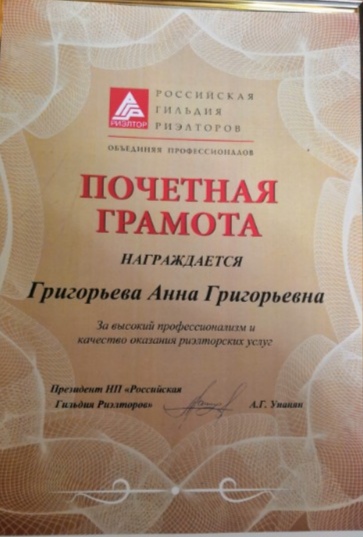 РОССИЙСКАЯ
ГИЛЬДИЯ
РИЭЛТОРОВ
РИЭЛТОР
ОБЪЕДИНЯЯ ПРОФЕССИОНАЛОВ
ПОЧЕТНАЯ
ГРАМОТА
НАГРАЖДАЕТСЯ
Григорьева Анна Григорьевна
За высокий профессионализм и
качество оказания риэлторских услуг
Президент НП «Российская
Гильдия Риэлторов»
А.Г. Упанян